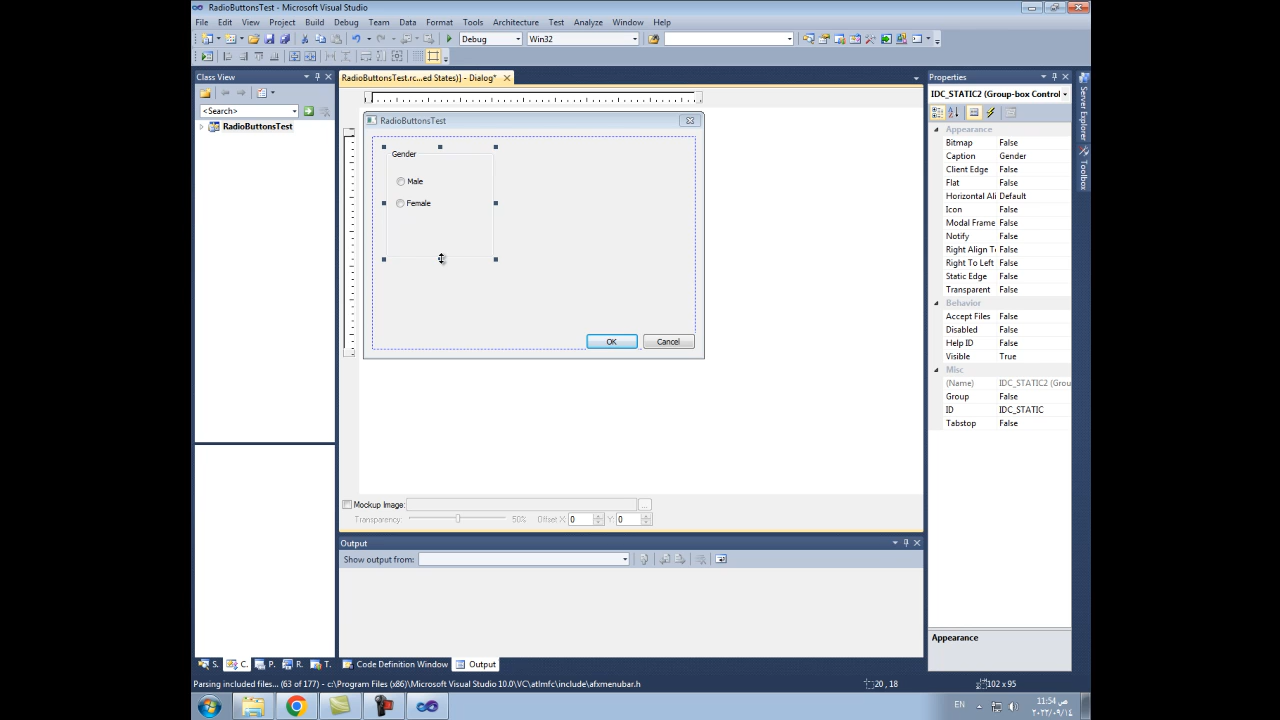 RadioButtonsTest - Microsoft Visual Studio
File Edit View Project Build Debug Team Data Format Tools Architecture Test Analyze Window Help
Debug Win32
Class View
RadioButtonsTest.rc...ed States)] - Dialog*
Properties
<Search>
RadioButtonsTest
RadioButtonsTest
Gender
Male
Female
OK Cancel
Mockup Image: ...
Transparency: 50% Offset X: 0 Y: 0
IDC_STATIC2 (Group-box Control
Appearance
Bitmap False
Caption Gender
Client Edge False
Flat False
Horizontal Ali Default
Icon False
Modal Frame False
Notify False
Right Align Te False
Right To Left False
Static Edge False
Transparent False
Behavior
Accept Files False
Disabled False
Help ID False
Visible True
Misc
(Name) IDC_STATIC2 (Grou
Group False
ID IDC_STATIC
Tabstop False
Appearance
Server Explorer
Toolbox
Output
Show output from:
S. C. P. R. T.
Code Definition Window Output
Parsing included files... (63 of 177) - c:\Program Files (x86)\Microsoft Visual Studio 10.0\VC\atlmfc\include\afxmenubar.h
20 , 18 102 x 95
EN
11:54 ص
٢٠٢٢/٠٩/١٤